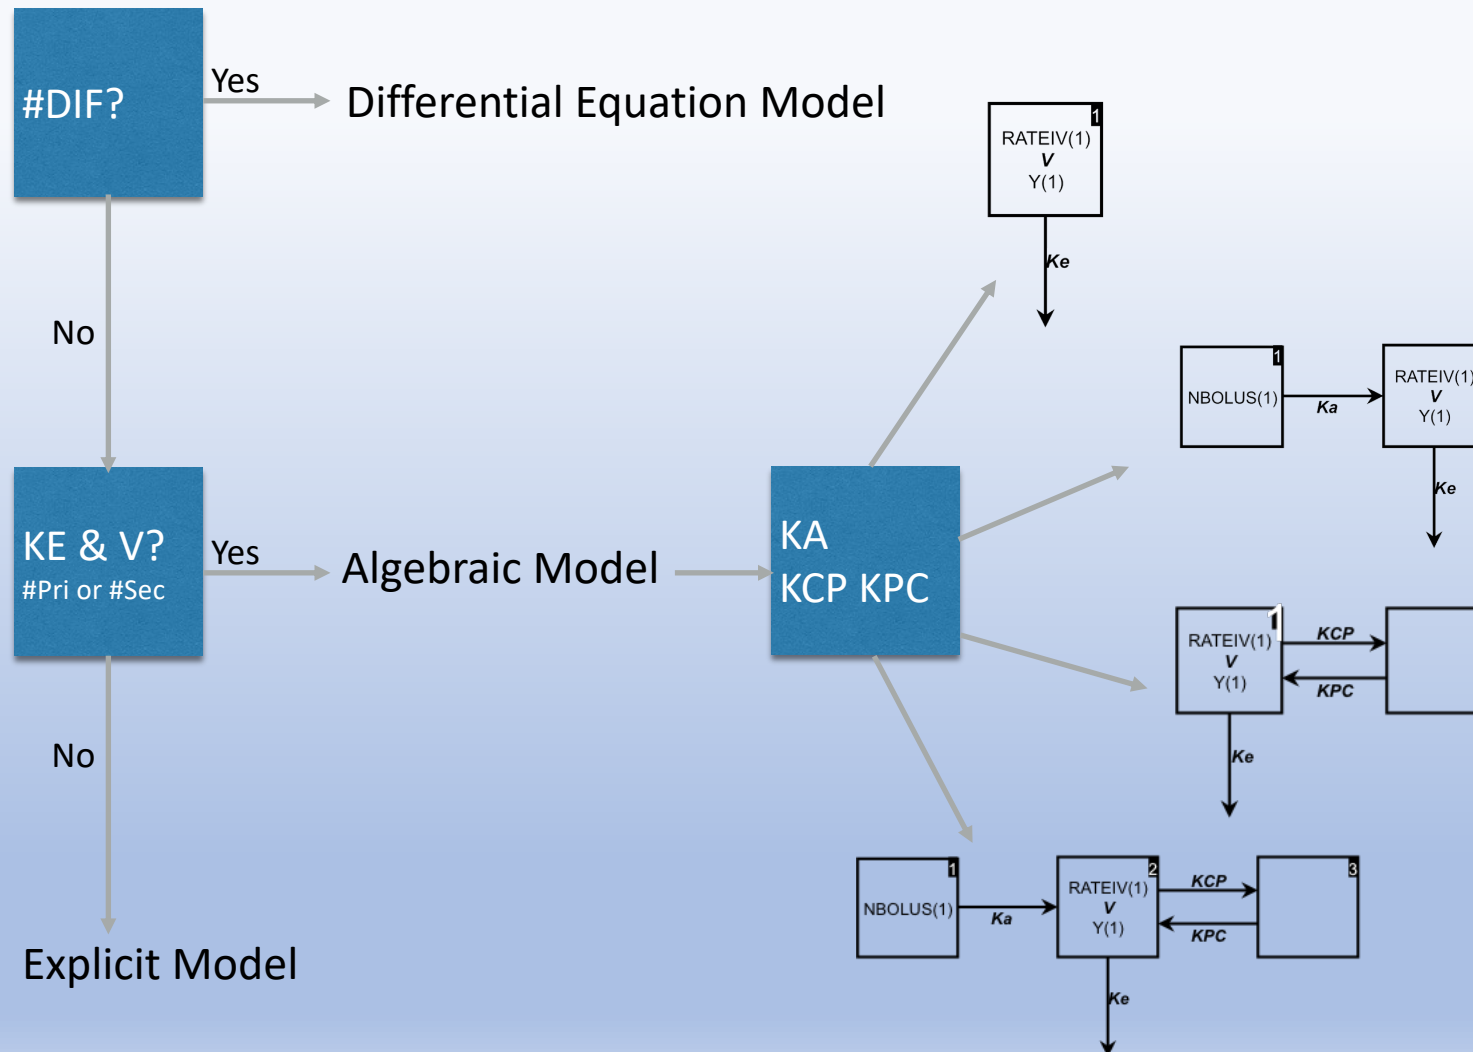 #DIF?
Yes
Differential Equation Model
No
KE & V?
#Pri or #Sec
Yes
Algebraic Model
No
Explicit Model
KA
KCP KPC
1
RATEIV(1)
V
Y(1)
Ke
1
NBOLUS(1)
Ka
RATEIV(1)
V
Y(1)
Ke
1
RATEIV(1)
V
Y(1)
KCP
KPC
Ke
1
NBOLUS(1)
Ka
2
RATEIV(1)
V
Y(1)
KCP
KPC
3
Ke